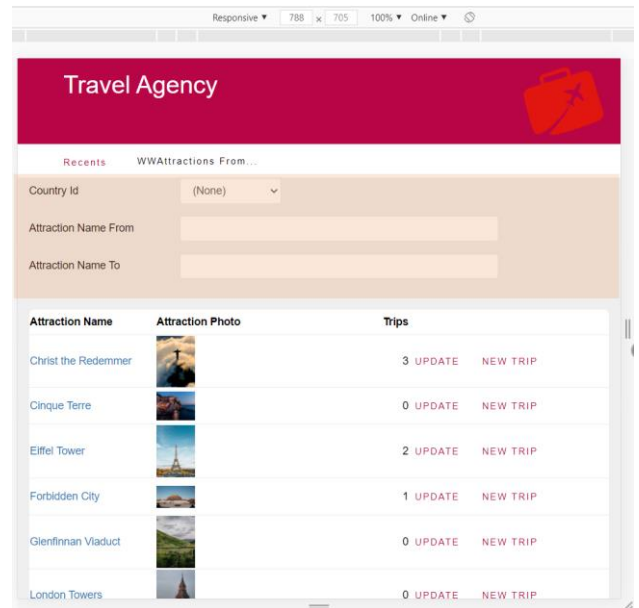 Responsive ▼ 788 x 705 100% ▼ Online ▼
Travel Agency
Recents WWAttractions From...
Country Id (None)
Attraction Name From
Attraction Name To
Attraction Name Attraction Photo Trips
Christ the Redemmer 3 UPDATE NEW TRIP
Cinque Terre 0 UPDATE NEW TRIP
Eiffel Tower 2 UPDATE NEW TRIP
Forbidden City 1 UPDATE NEW TRIP
Glenfinnan Viaduct 0 UPDATE NEW TRIP
London Towers 0 UPDATE NEW TRIP